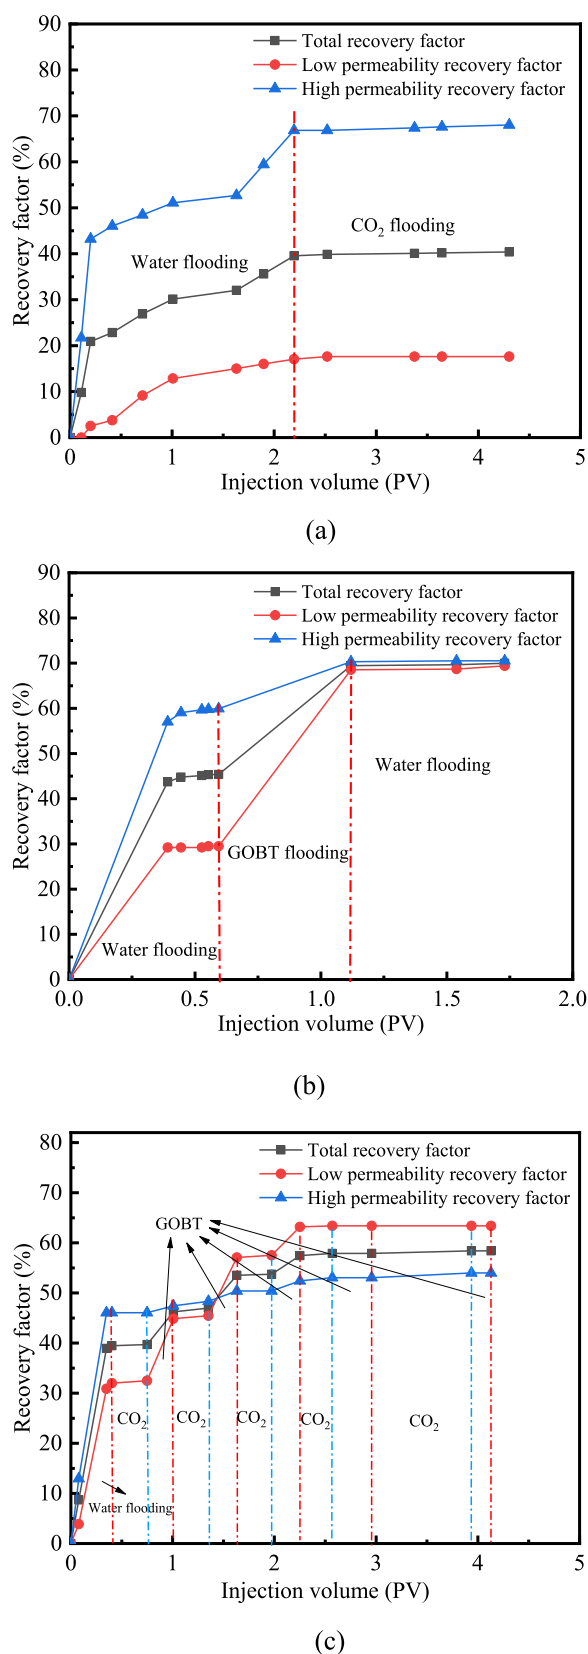 90
80
70
60
50
40
30
20
10
0
Recovery factor (%)
Total recovery factor
Low permeability recovery factor
High permeability recovery factor
CO₂ flooding
Water flooding
0 1 2 3 4 5
Injection volume (PV)
(a)
90
80
70
60
50
40
30
20
10
0
Recovery factor (%)
Total recovery factor
Low permeability recovery factor
High permeability recovery factor
Water flooding
GOBT flooding
Water flooding
0.0 0.5 1.0 1.5 2.0
Injection volume (PV)
(b)
80
70
60
50
40
30
20
10
0
Recovery factor (%)
Total recovery factor
Low permeability recovery factor
High permeability recovery factor
GOBT
CO₂ CO₂ CO₂ CO₂ CO₂
Water flooding
0 1 2 3 4 5
Injection volume (PV)
(c)